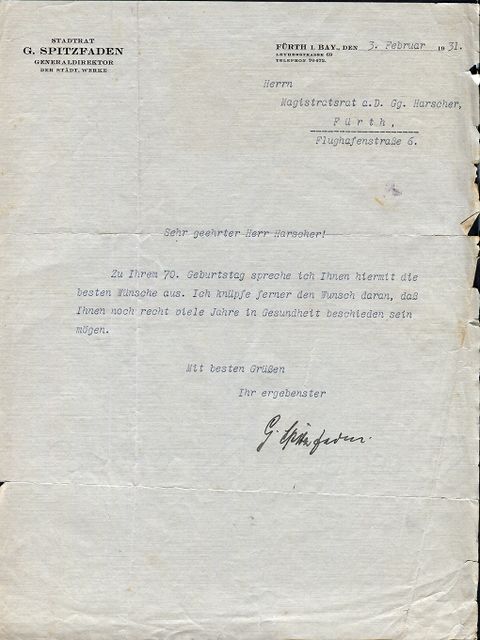 STADTRAT
G. SPITZFADEN
GENERALDIREKTOR
DER STÄDT. WERKE
FÜRTH I. BAY., DEN 3. Februar 1931.
TELEPHON 70472.
Herrn
Magistratsrat a.D. Gg. Harscher,
Fürth,
Flughafenstraße 6.
Sehr geehrter Herr Harscher!
Zu Ihrem 70. Geburtstag spreche ich Ihnen hiermit die
besten Wünsche aus. Ich knüpfe ferner den Wunsch daran, daß
Ihnen noch recht viele Jahre in Gesundheit beschieden sein
mögen.
Mit besten Grüßen
Ihr ergebenster
G. Spitzfaden.